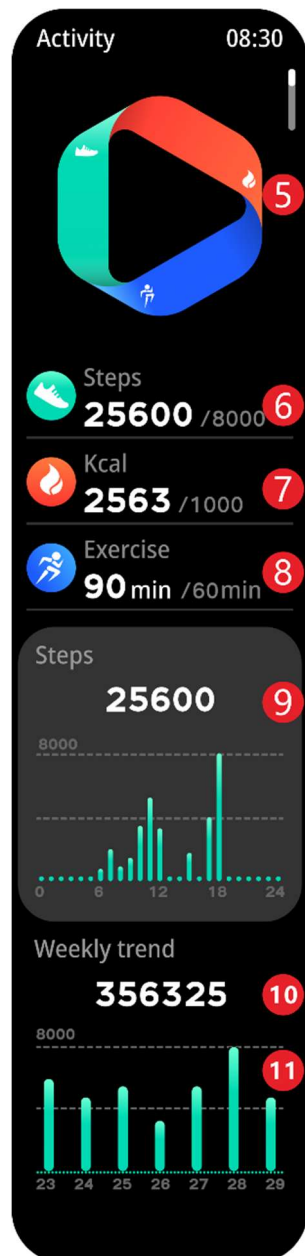 Activity 08:30
5
Steps
25600 /8000 6
Kcal
2563 /1000 7
Exercise
90 min /60min 8
Steps
25600 9
8000
0 6 12 18 24
Weekly trend
356325 10
8000
11
23 24 25 26 27 28 29